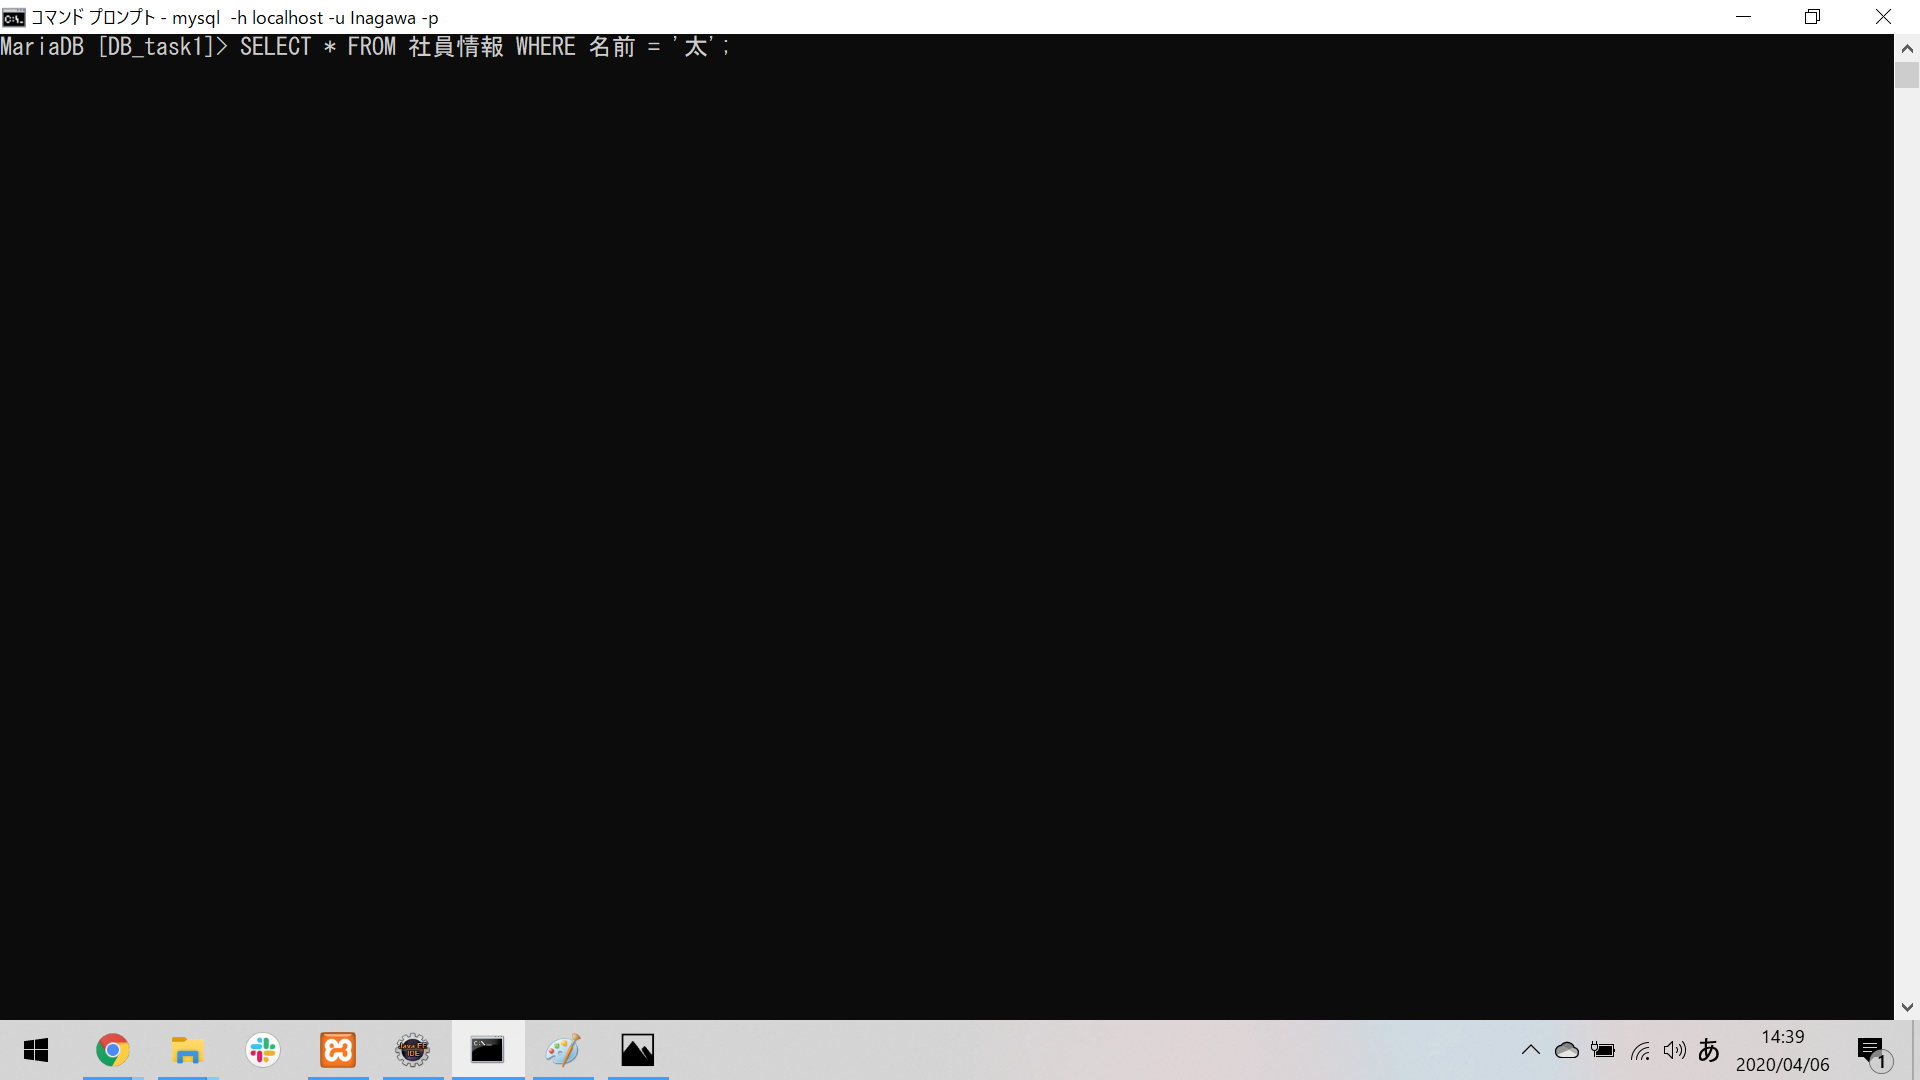 コマンド プロンプト - mysql  -h localhost -u Inagawa -p
MariaDB [DB_task1]> SELECT * FROM 社員情報 WHERE 名前 = '太';
あ
14:39
2020/04/06
1